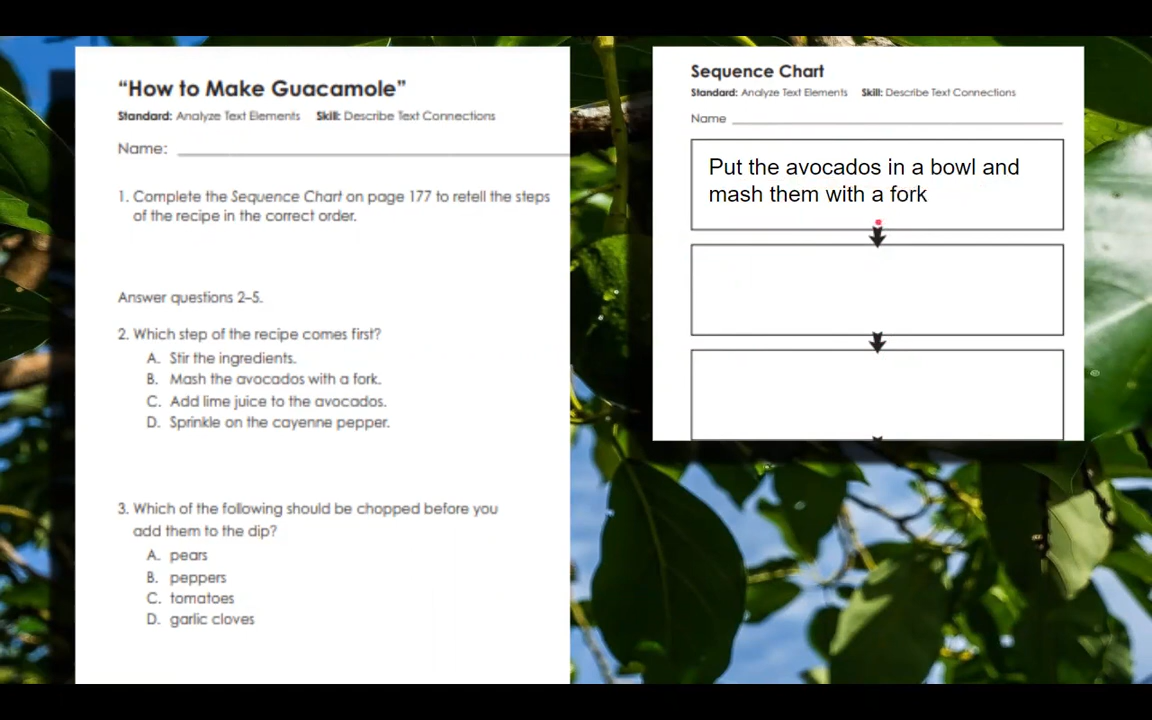 “How to Make Guacamole”
Standard: Analyze Text Elements Skill: Describe Text Connections
Name:
1. Complete the Sequence Chart on page 177 to retell the steps
of the recipe in the correct order.
Answer questions 2–5.
2. Which step of the recipe comes first?
A. Stir the ingredients.
B. Mash the avocados with a fork.
C. Add lime juice to the avocados.
D. Sprinkle on the cayenne pepper.
3. Which of the following should be chopped before you
add them to the dip?
A. pears
B. peppers
C. tomatoes
D. garlic cloves
Sequence Chart
Standard: Analyze Text Elements Skill: Describe Text Connections
Name
Put the avocados in a bowl and
mash them with a fork